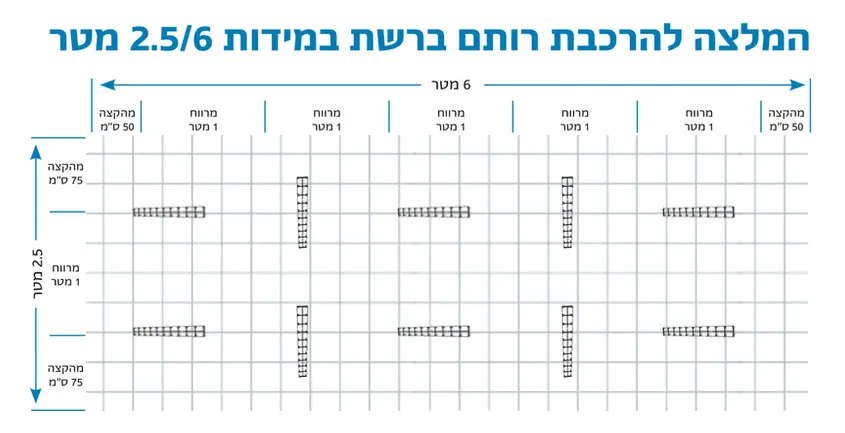 המלצה להרכבת רותם ברשת במידות 2.5/6 מטר
6 מטר
מהקצה
50 ס"מ
מרווח
1 מטר
מרווח
1 מטר
מרווח
1 מטר
מרווח
1 מטר
מרווח
1 מטר
מהקצה
50 ס"מ
מהקצה
75 ס"מ
2.5 מטר
מרווח
1 מטר
מהקצה
75 ס"מ